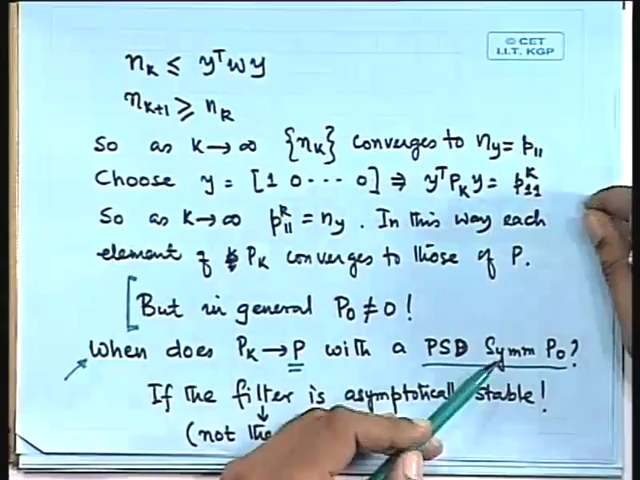 © CET
I.I.T. KGP
η_K ≤ y^T W y
η_{K+1} ≥ η_K
So as K → ∞ {η_K} converges to η_y = p_11
Choose y = [1 0 ··· 0] ⇒ y^T P_K y = p_11^K
So as K → ∞ p_11^K = η_y. In this way each
element of P_K converges to those of P.
[But in general P_0 ≠ 0!
When does P_K → P with a PSD Symm P_0?
If the filter is asymptotically stable!
(not the